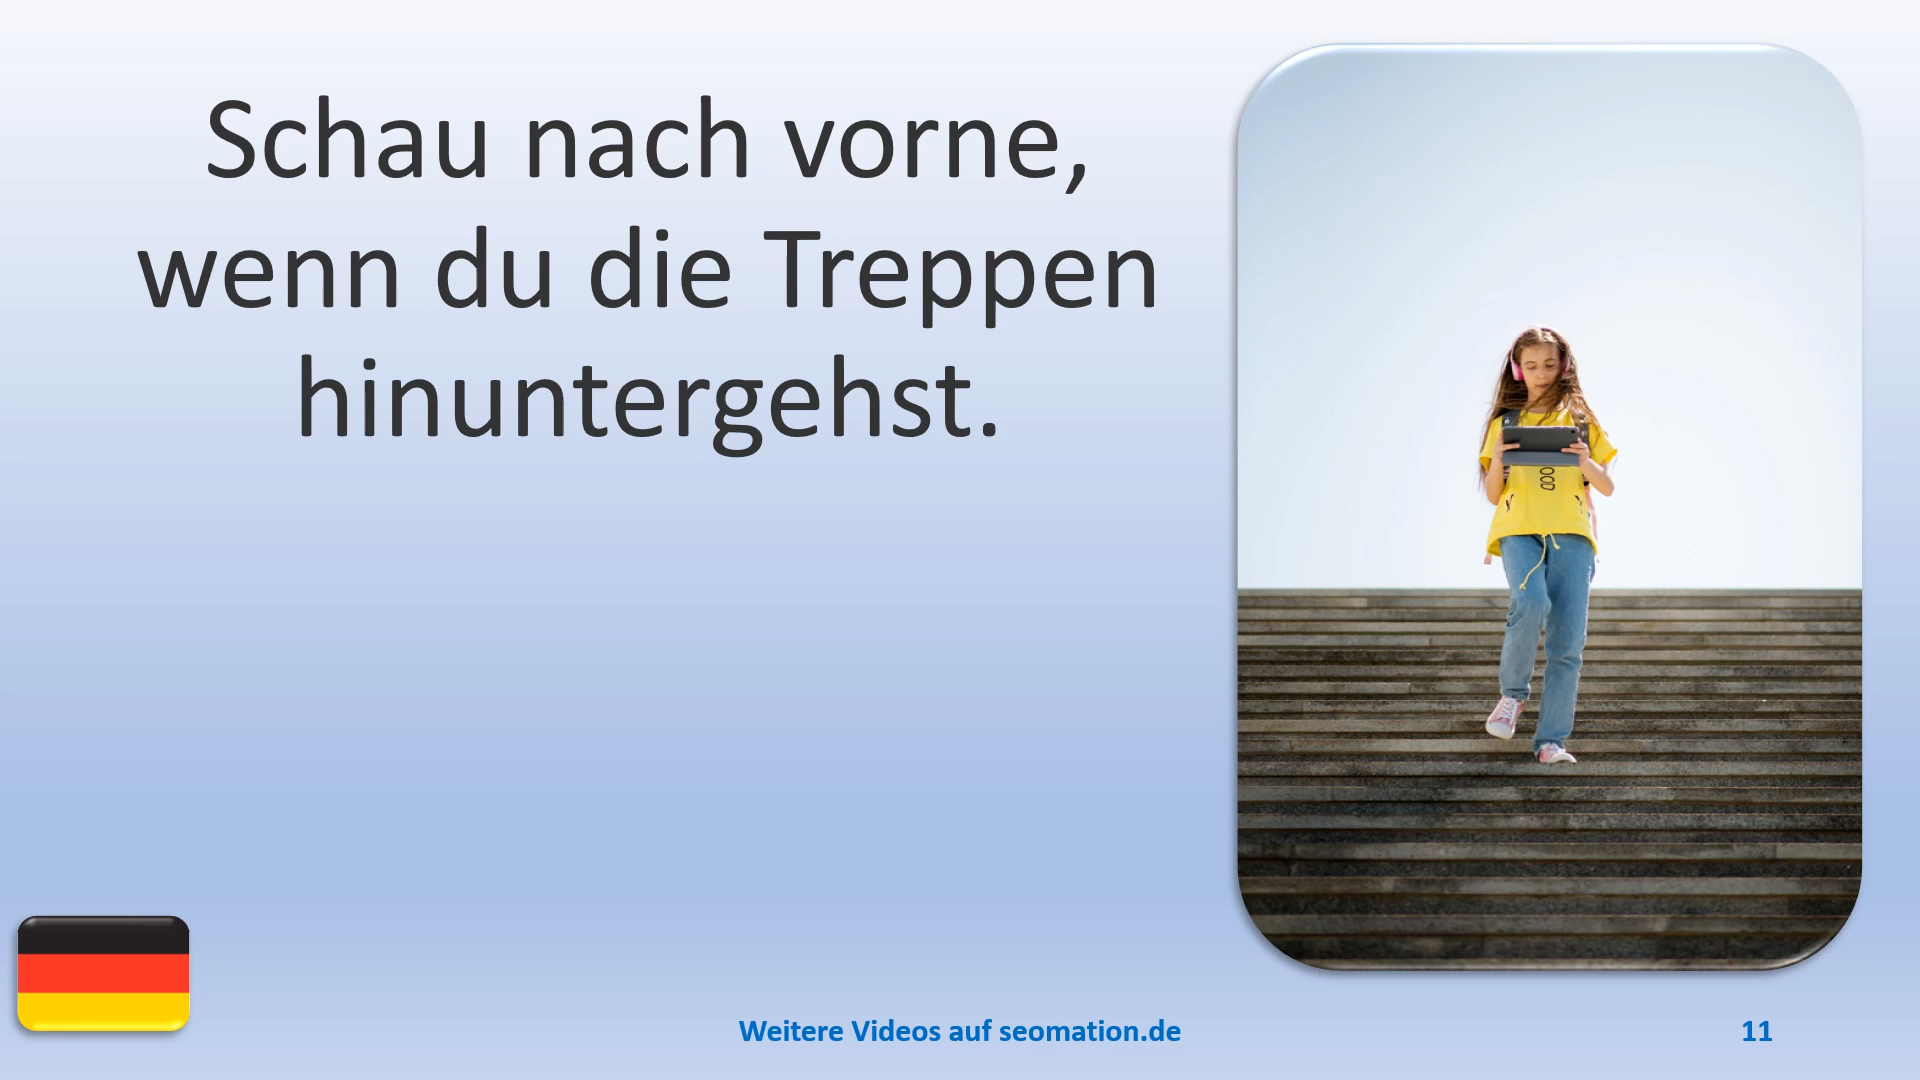 Schau nach vorne,
wenn du die Treppen
hinuntergehst.
Weitere Videos auf seomation.de
11